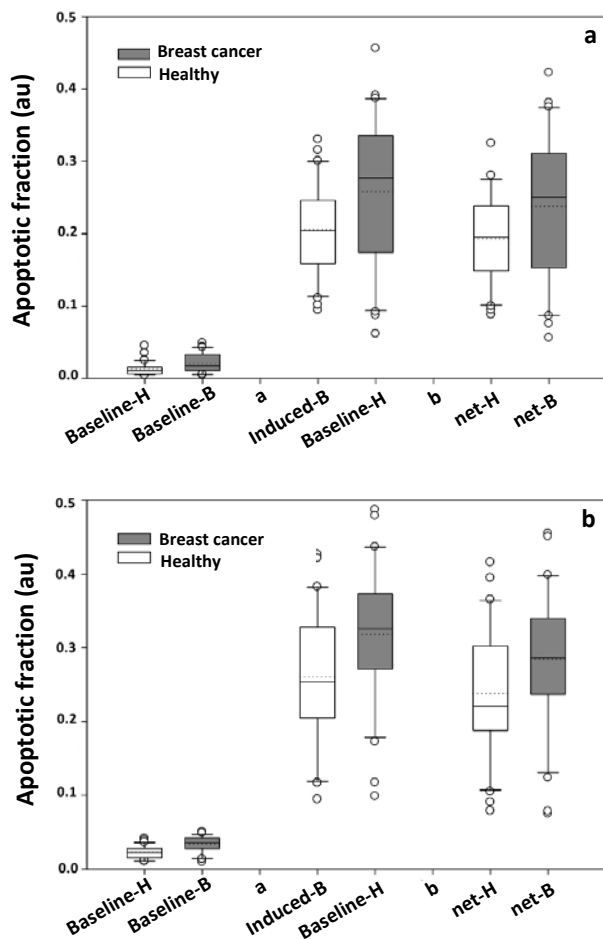 0.5
a
Breast cancer
Healthy
0.4
0.3
0.2
0.1
0.0
Apoptotic fraction (au)
Baseline-H
Baseline-B
a
Induced-B
Baseline-H
b
net-H
net-B
0.5
b
Breast cancer
Healthy
0.4
0.3
0.2
0.1
0.0
Apoptotic fraction (au)
Baseline-H
Baseline-B
a
Induced-B
Baseline-H
b
net-H
net-B